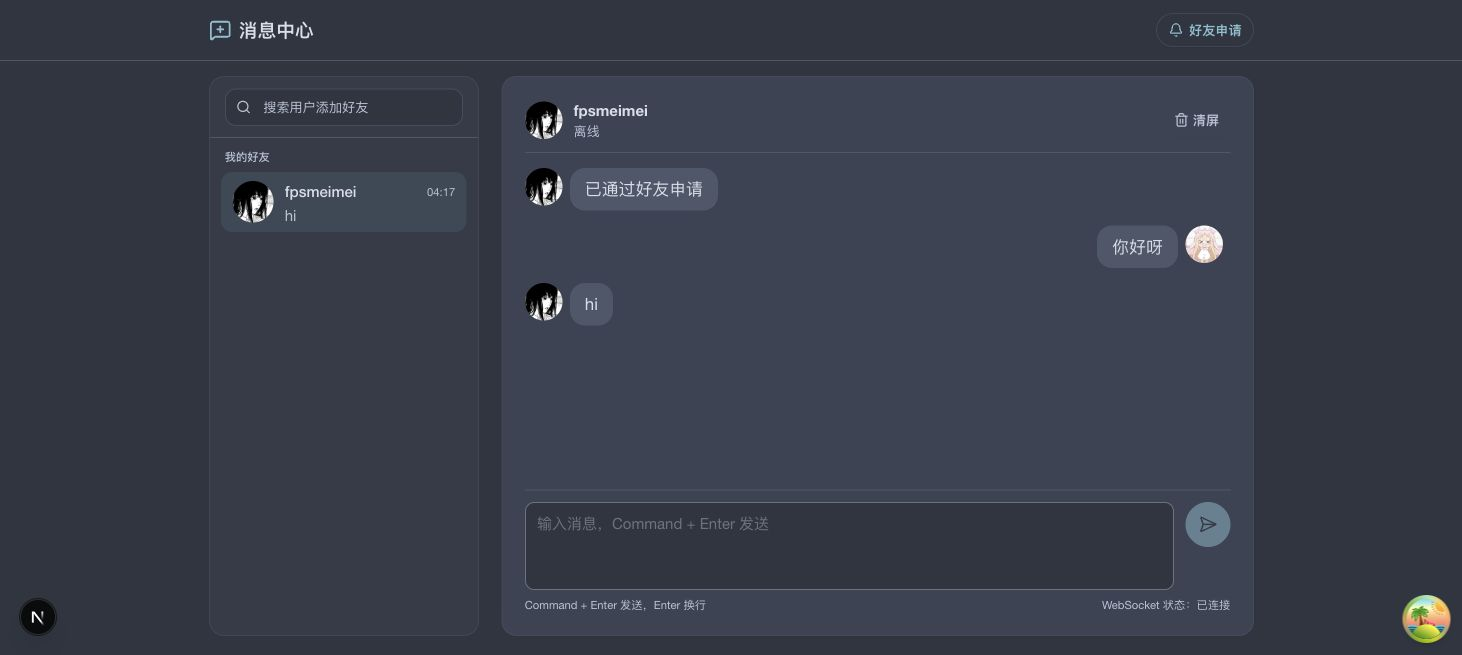 消息中心
好友申请
搜索用户添加好友
我的好友
fpsmeimei
04:17
hi
fpsmeimei
离线
清屏
已通过好友申请
你好呀
hi
输入消息，Command + Enter 发送
Command + Enter 发送，Enter 换行
WebSocket 状态：已连接
N